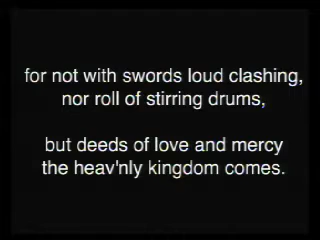 for not with swords loud clashing,
nor roll of stirring drums,
but deeds of love and mercy
the heav'nly kingdom comes.